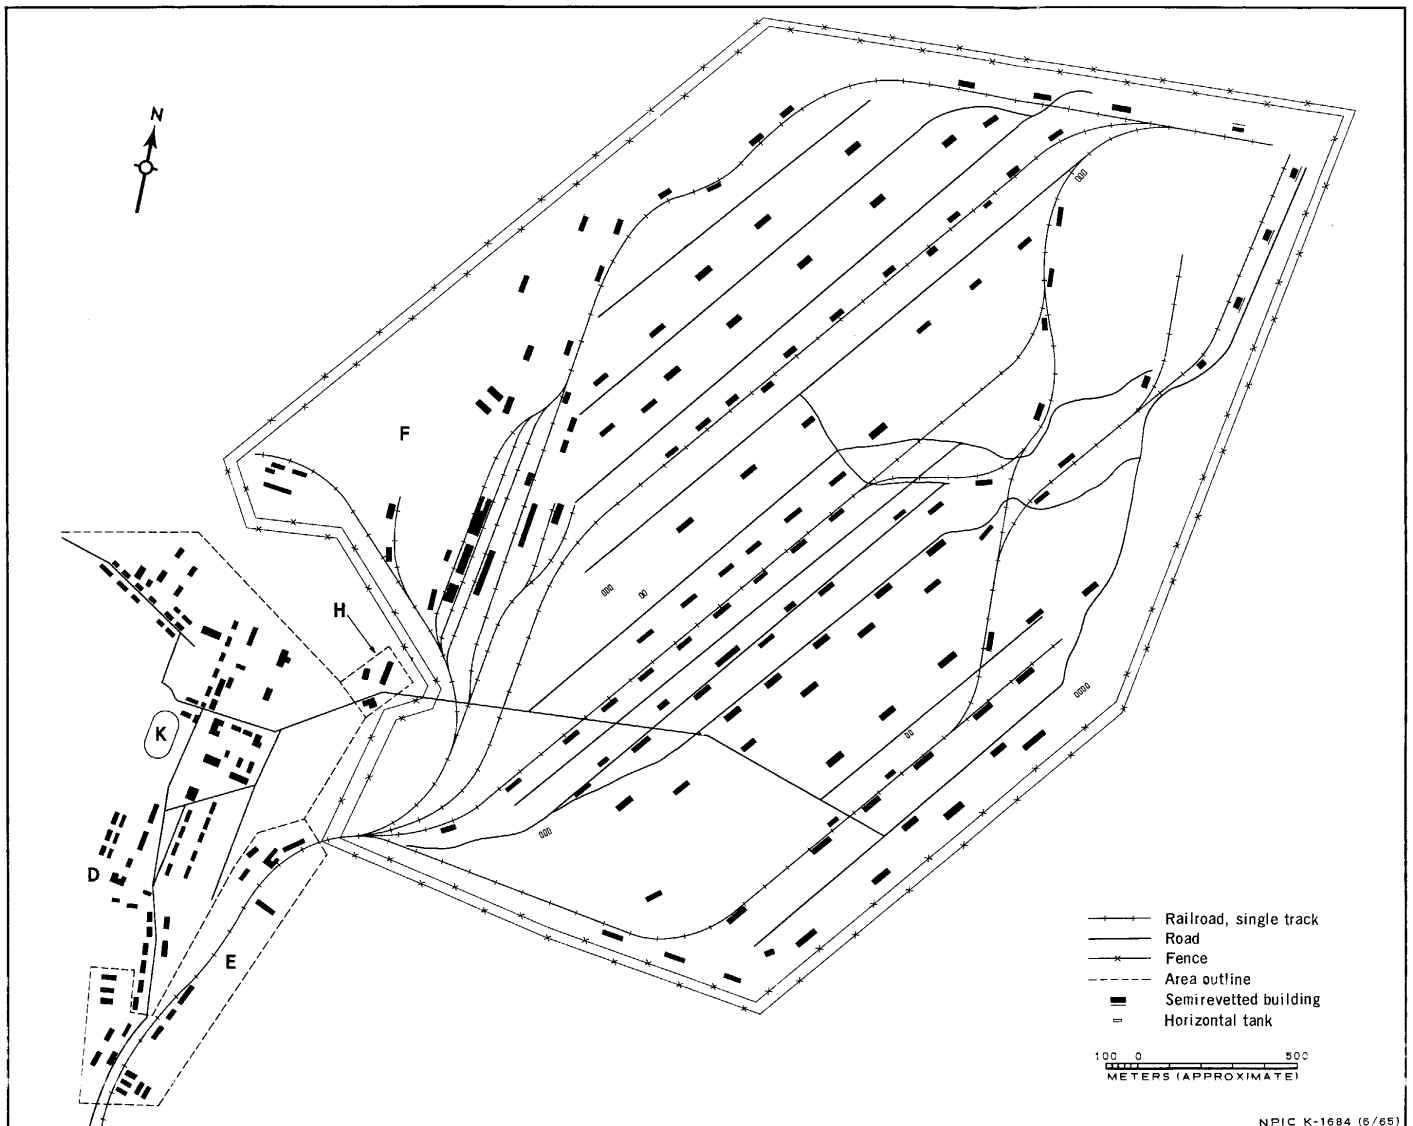 N
F
H
K
D
E
Railroad, single track
Road
Fence
Area outline
Semirevetted building
Horizontal tank
100 0 500
METERS (APPROXIMATE)
NPIC K-1684 (6/65)